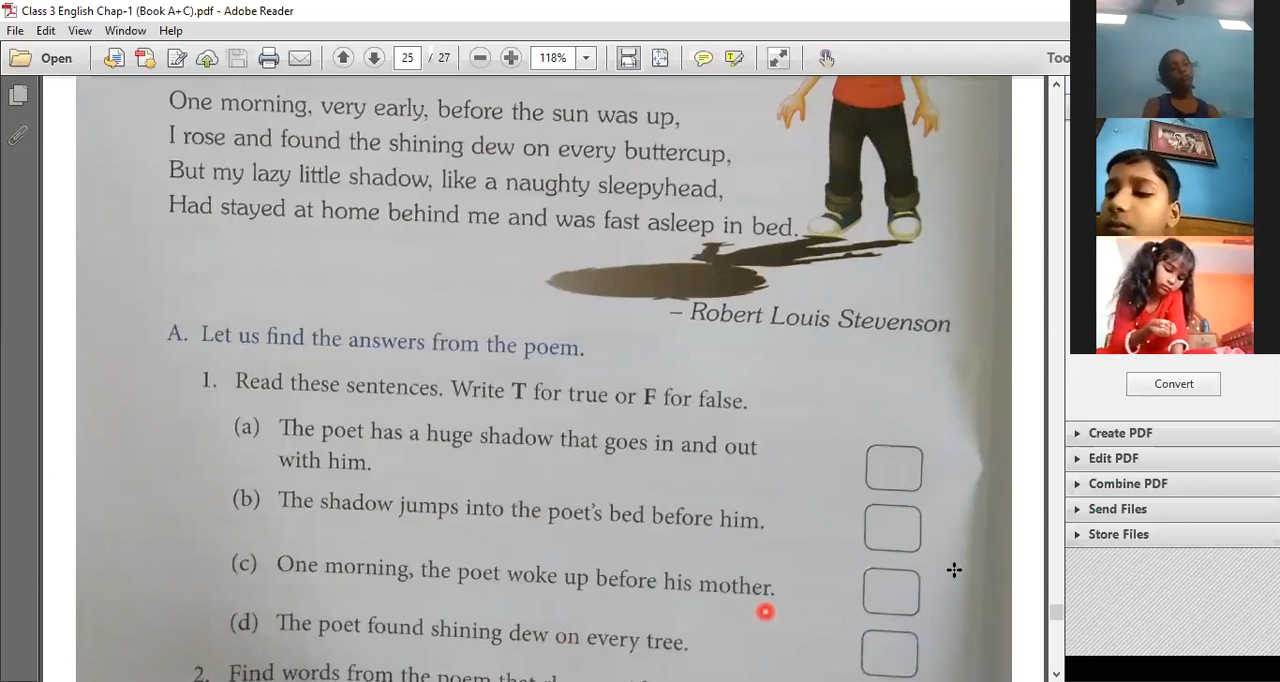 Class 3 English Chap-1 (Book A+C).pdf - Adobe Reader
File Edit View Window Help
Open 25 / 27 118% Too
One morning, very early, before the sun was up,
I rose and found the shining dew on every buttercup,
But my lazy little shadow, like a naughty sleepyhead,
Had stayed at home behind me and was fast asleep in bed.
– Robert Louis Stevenson
A. Let us find the answers from the poem.
1. Read these sentences. Write T for true or F for false.
(a) The poet has a huge shadow that goes in and out
with him.
(b) The shadow jumps into the poet's bed before him.
(c) One morning, the poet woke up before his mother.
(d) The poet found shining dew on every tree.
2. Find words from the poem that
Convert
Create PDF
Edit PDF
Combine PDF
Send Files
Store Files